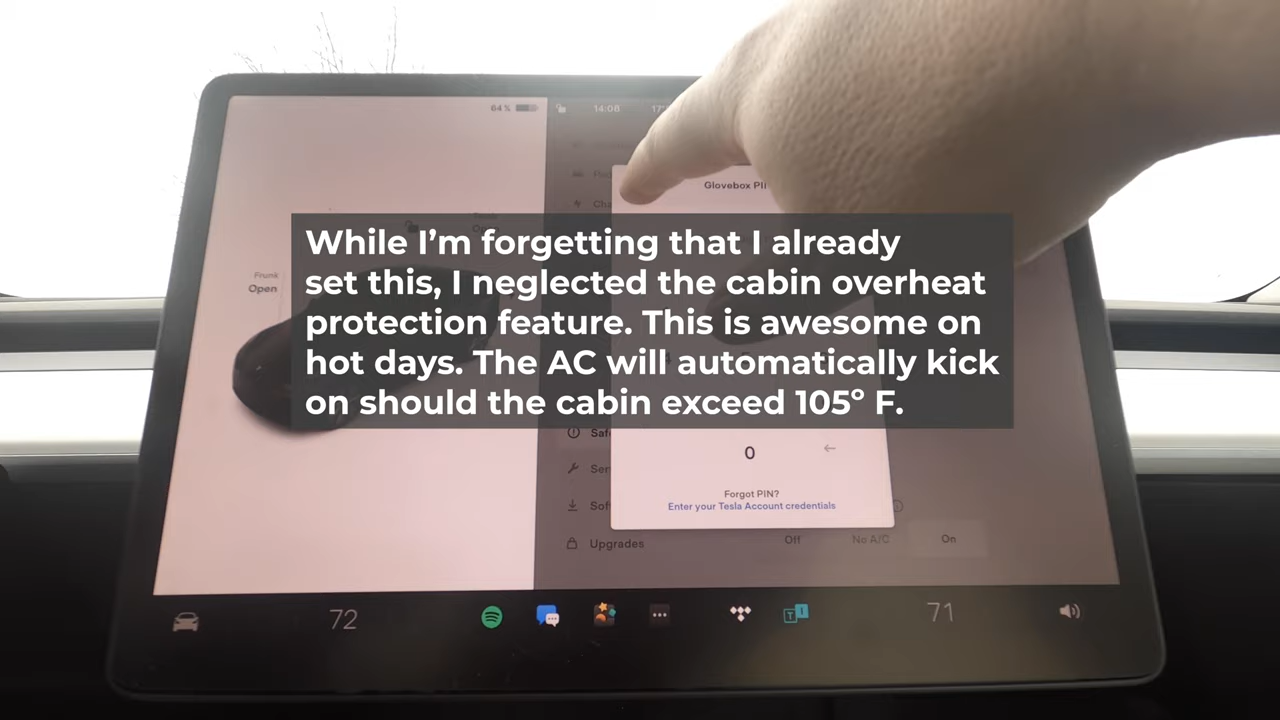 64 %
14:08
Frunk
Open
Glovebox PI
While I’m forgetting that I already
set this, I neglected the cabin overheat
protection feature. This is awesome on
hot days. The AC will automatically kick
on should the cabin exceed 105º F.
0
←
Forgot PIN?
Enter your Tesla Account credentials
Upgrades
Off
No A/C
On
72
71